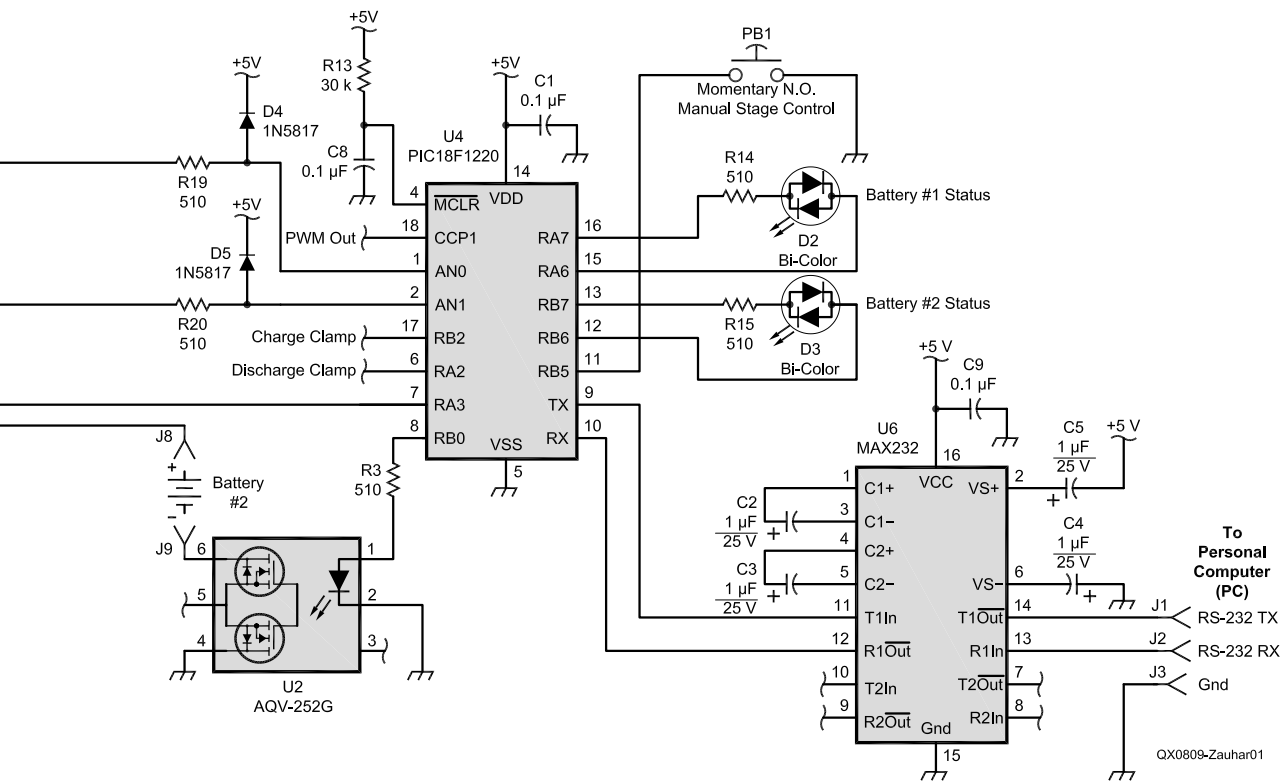 +5V
R13
30 k
C8
0.1 µF
+5V
D4
1N5817
R19
510
+5V
D5
1N5817
R20
510
+5V
C1
0.1 µF
U4
PIC18F1220
PB1
Momentary N.O.
Manual Stage Control
R14
510
D2
Bi-Color
Battery #1 Status
R15
510
D3
Bi-Color
Battery #2 Status
14
VDD
4
MCLR
PWM Out
18
CCP1
1
AN0
2
AN1
Charge Clamp
17
RB2
Discharge Clamp
6
RA2
7
RA3
8
RB0
VSS
5
RA7
16
RA6
15
RB7
13
RB6
12
RB5
11
TX
9
RX
10
J8
+
Battery
#2
−
J9
R3
510
6
5
4
1
2
3
U2
AQV-252G
+5 V
C9
0.1 µF
U6
MAX232
16
VCC
C5
1 µF
25 V
+
+5 V
C4
1 µF
25 V
+
C2
1 µF
25 V
+
C3
1 µF
25 V
+
1
C1+
3
C1−
4
C2+
5
C2−
11
T1In
12
R1Out
10
T2In
9
R2Out
VS+
2
VS−
6
T1Out
14
R1In
13
T2Out
7
R2In
8
Gnd
15
To
Personal
Computer
(PC)
J1
RS-232 TX
J2
RS-232 RX
J3
Gnd
QX0809-Zauhar01